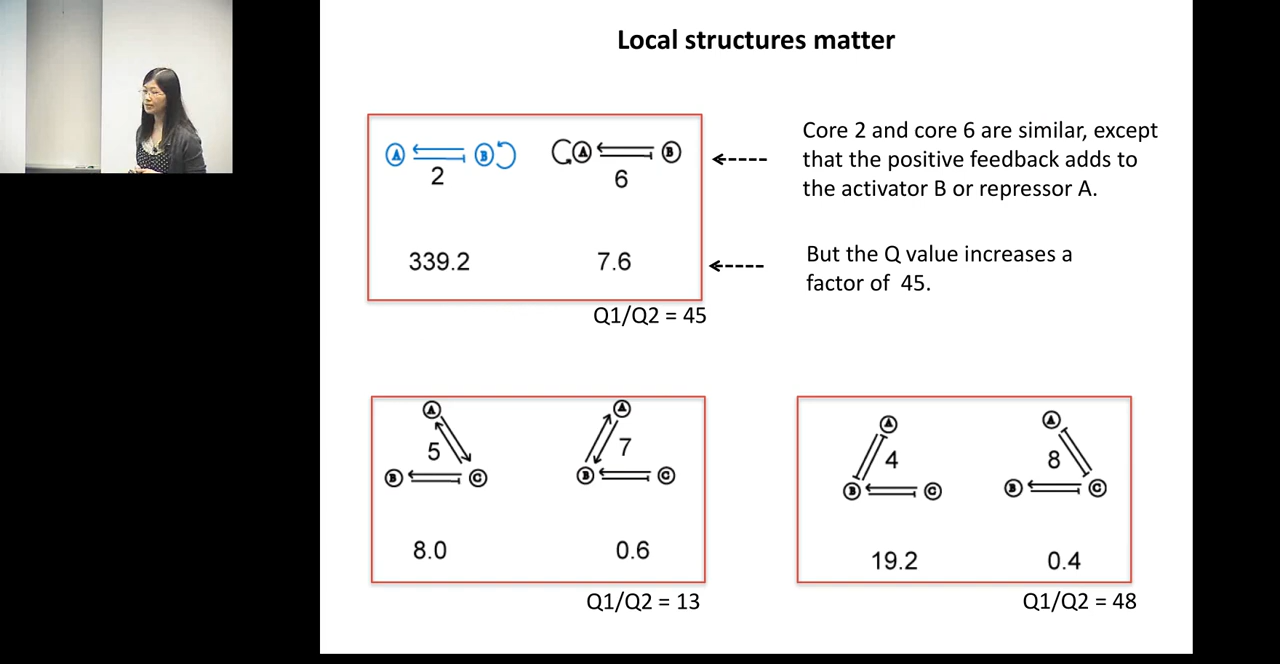 Local structures matter
A B
2
A B
6
Core 2 and core 6 are similar, except
that the positive feedback adds to
the activator B or repressor A.
339.2 7.6
But the Q value increases a
factor of 45.
Q1/Q2 = 45
A
5
B C
A
7
B C
8.0 0.6
Q1/Q2 = 13
A
4
B C
A
8
B C
19.2 0.4
Q1/Q2 = 48